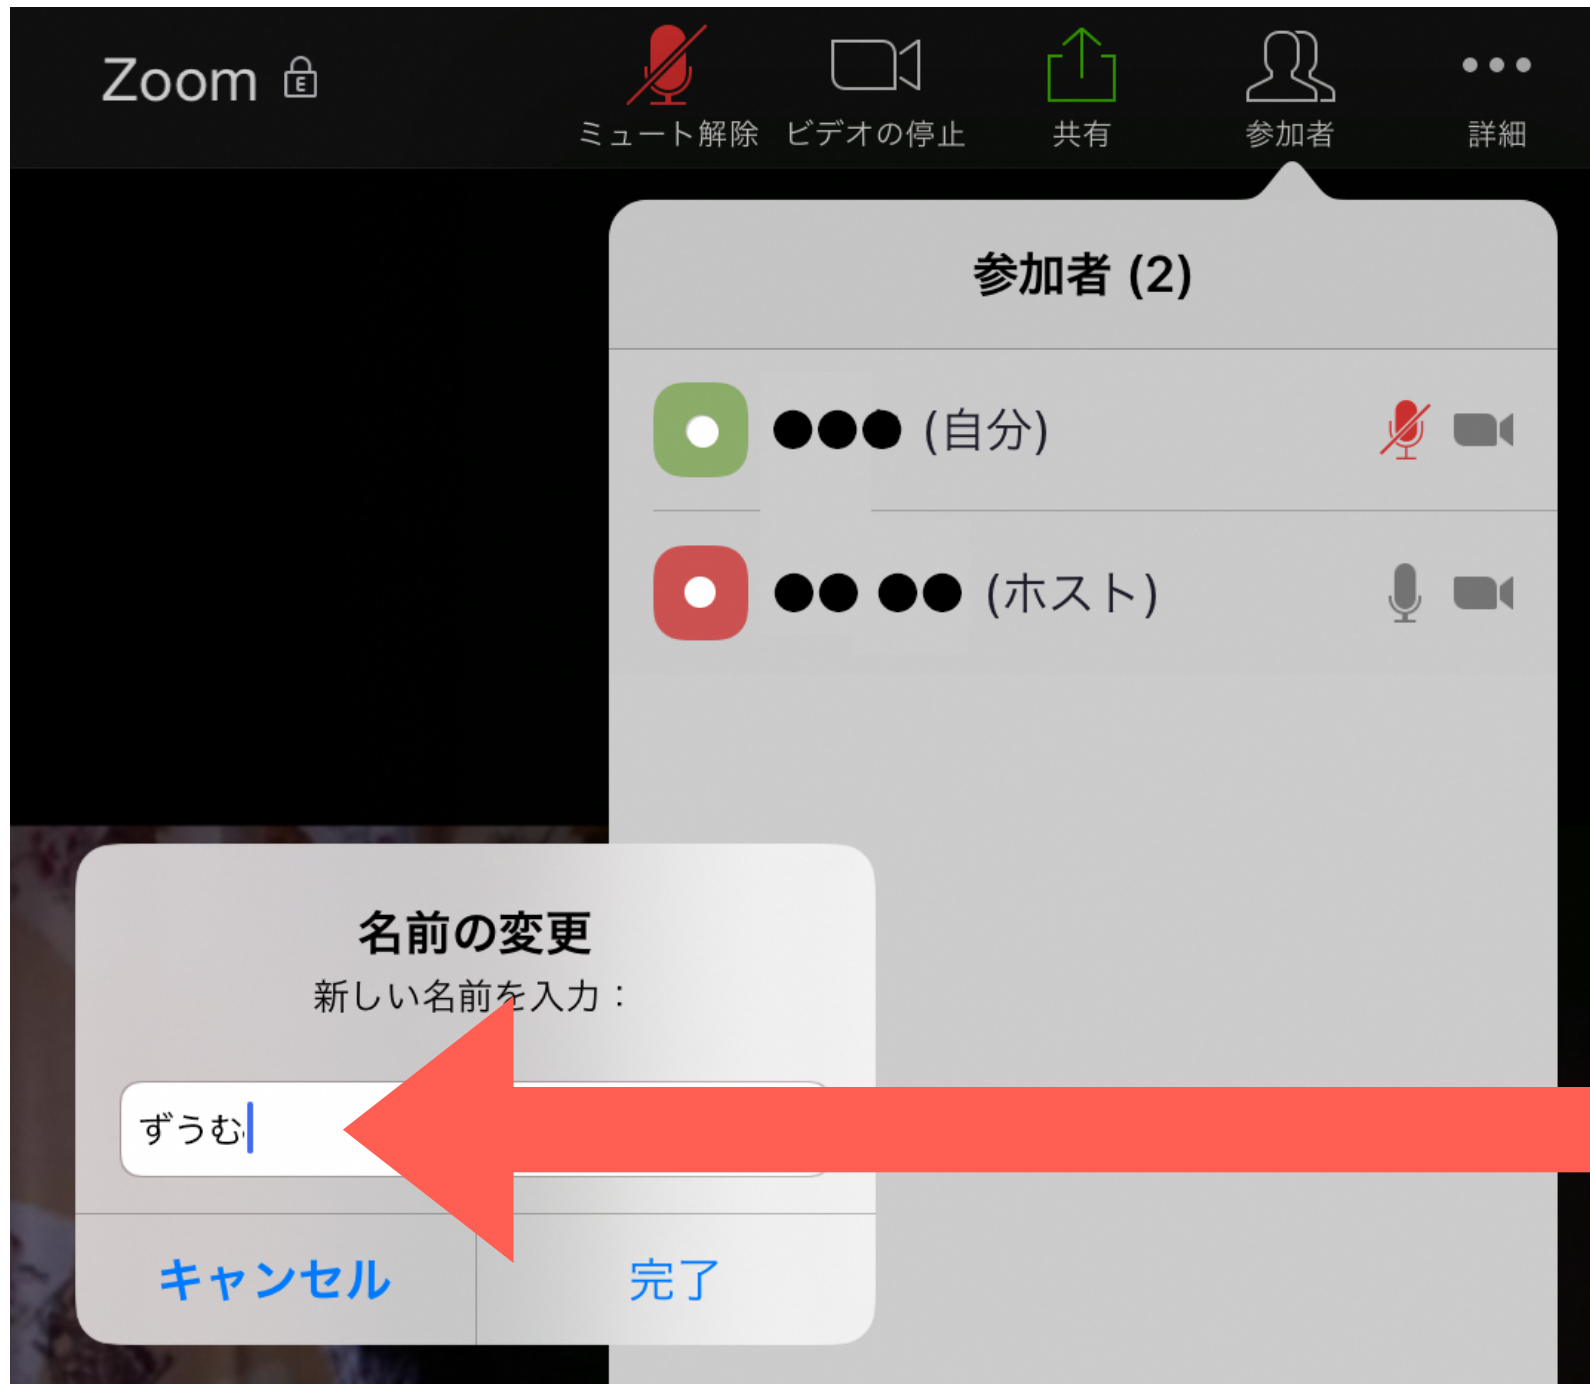 Zoom
ミュート解除 ビデオの停止 共有 参加者 詳細
参加者 (2)
●●● (自分)
●● ●● (ホスト)
名前の変更
新しい名前を入力：
ずうむ
キャンセル 完了